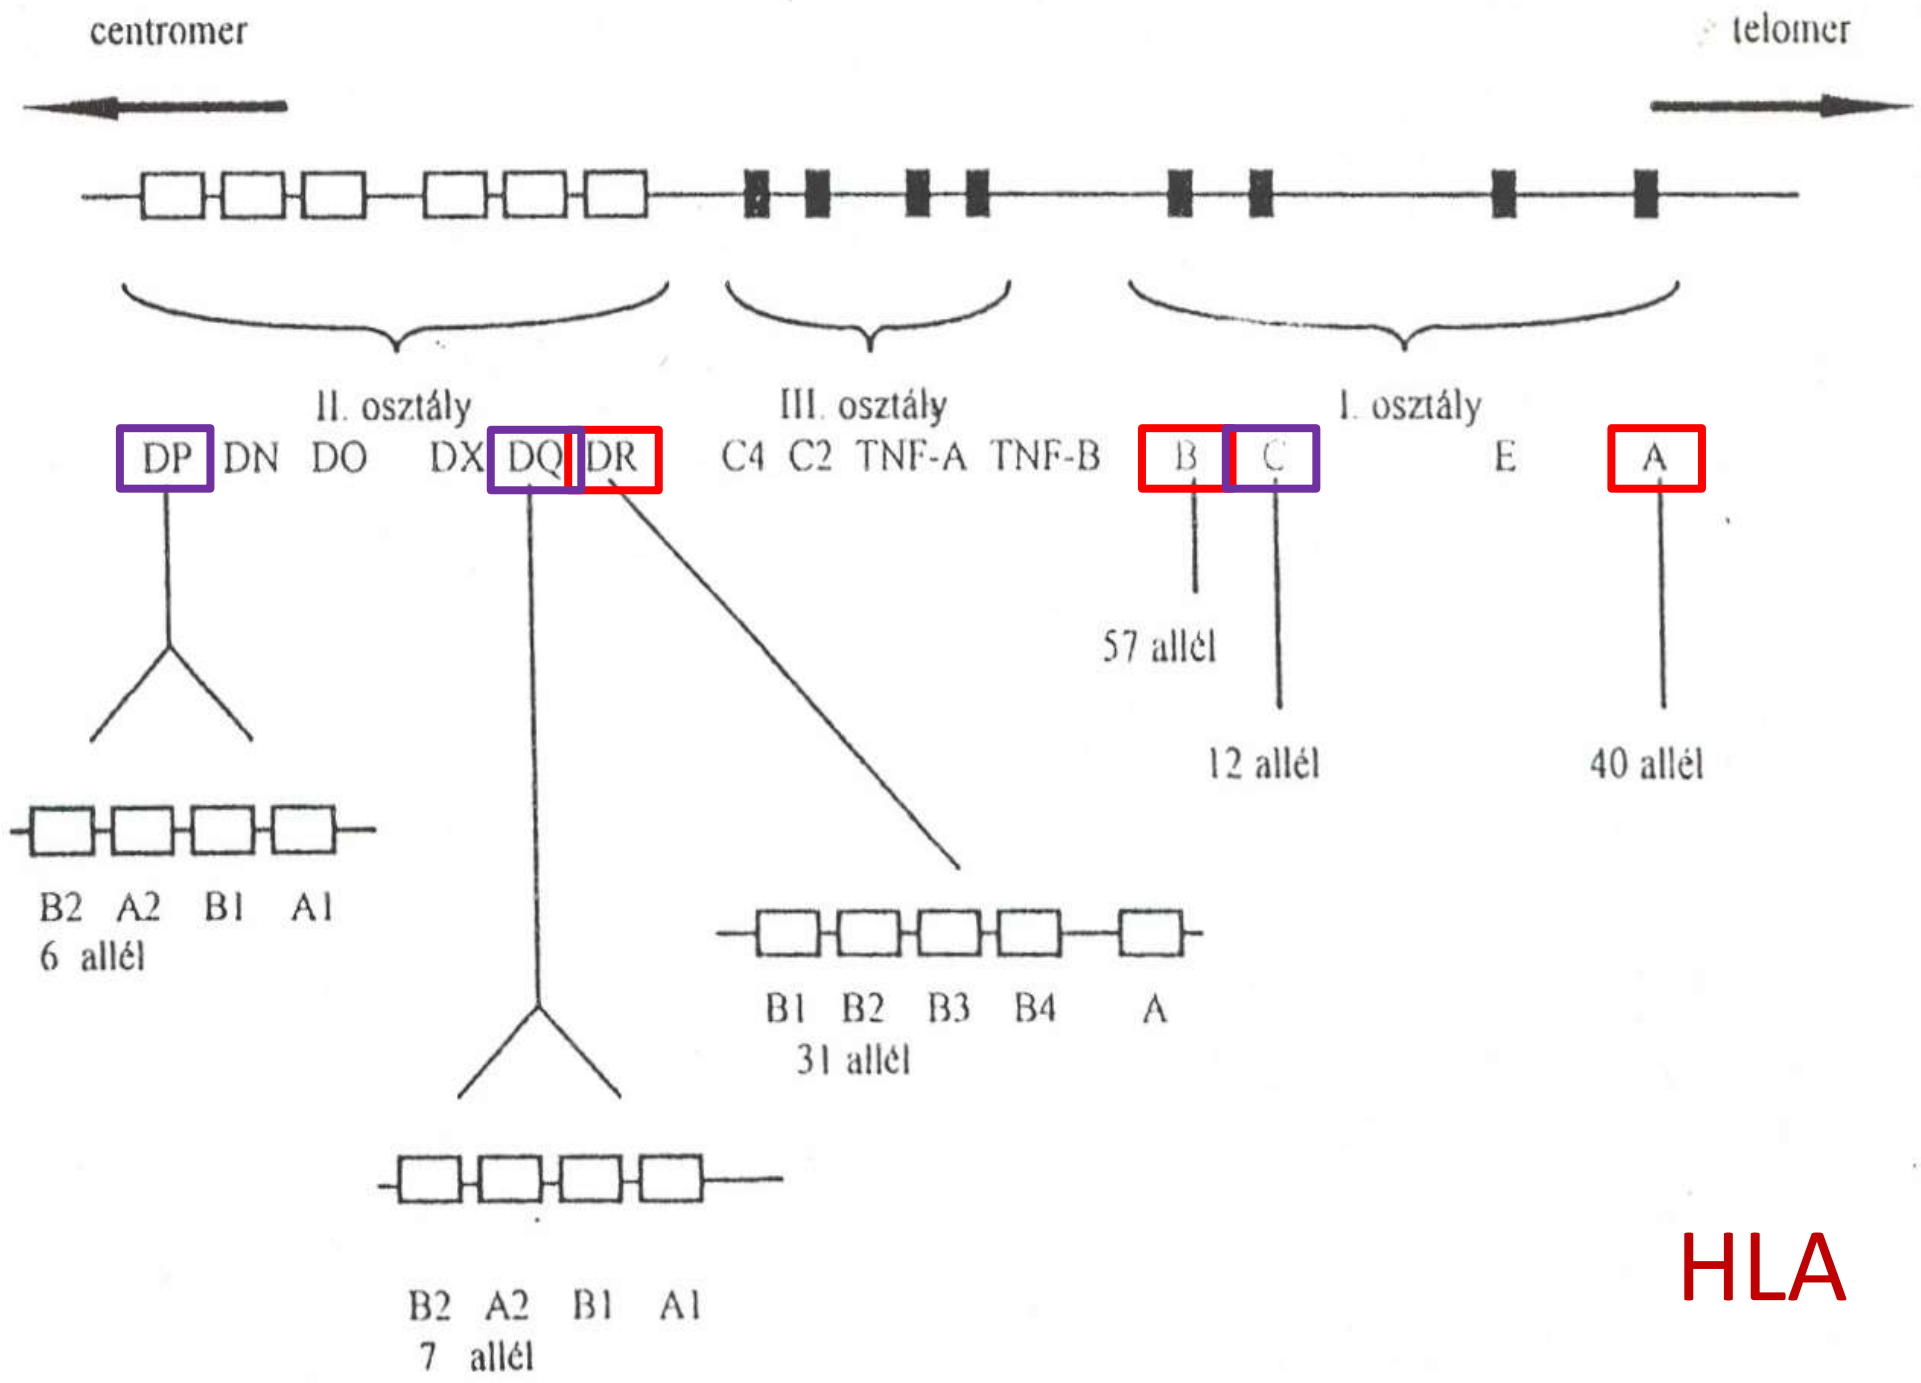 centromer telomer
II. osztály III. osztály I. osztály
DP DN DO DX DQ DR C4 C2 TNF-A TNF-B B C E A
57 allél
12 allél 40 allél
B2 A2 B1 A1
6 allél
B1 B2 B3 B4 A
31 allél
B2 A2 B1 A1
7 allél
HLA